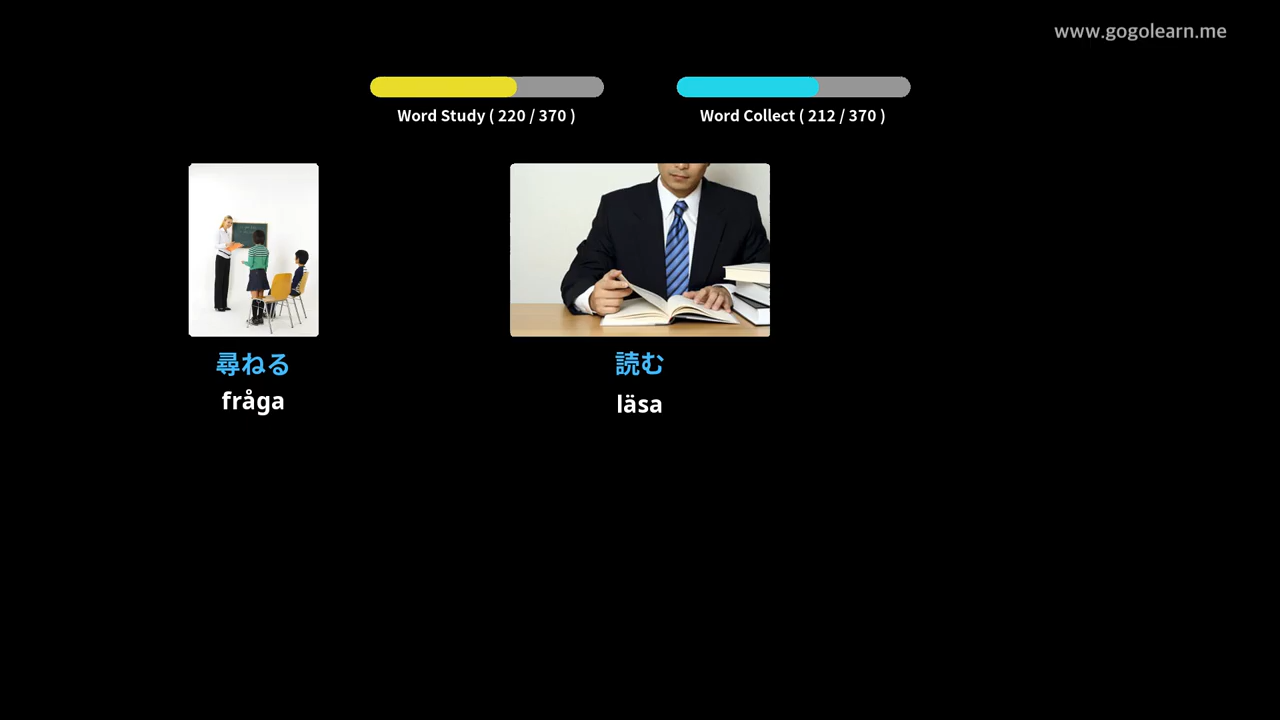 www.gogolearn.me
Word Study ( 220 / 370 )
Word Collect ( 212 / 370 )
尋ねる
fråga
読む
läsa